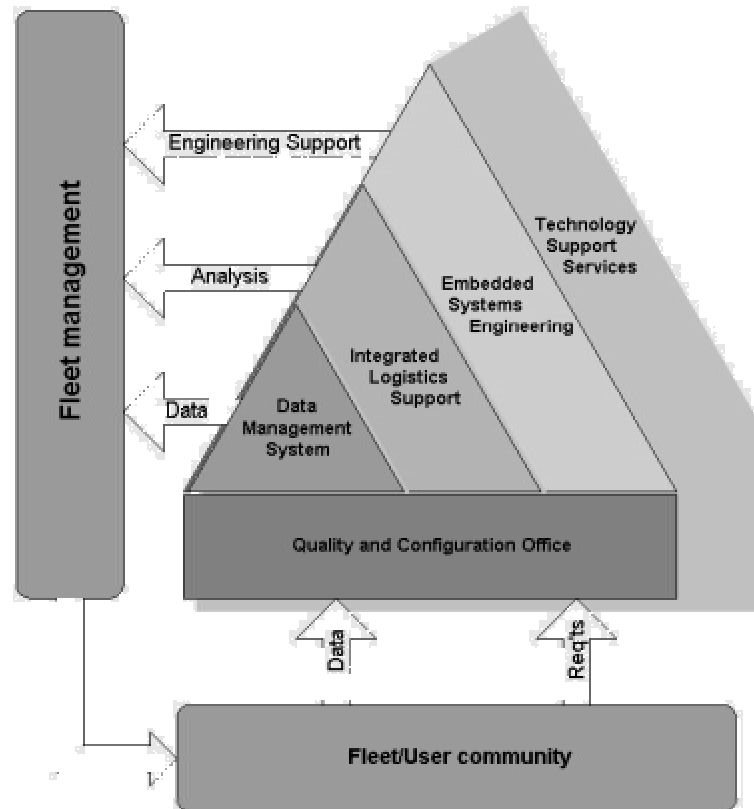 Fleet management
Engineering Support
Analysis
Data
Technology
Support
Services
Embedded
Systems
Engineering
Integrated
Logistics
Support
Data
Management
System
Quality and Configuration Office
Data
Req'ts
Fleet/User community